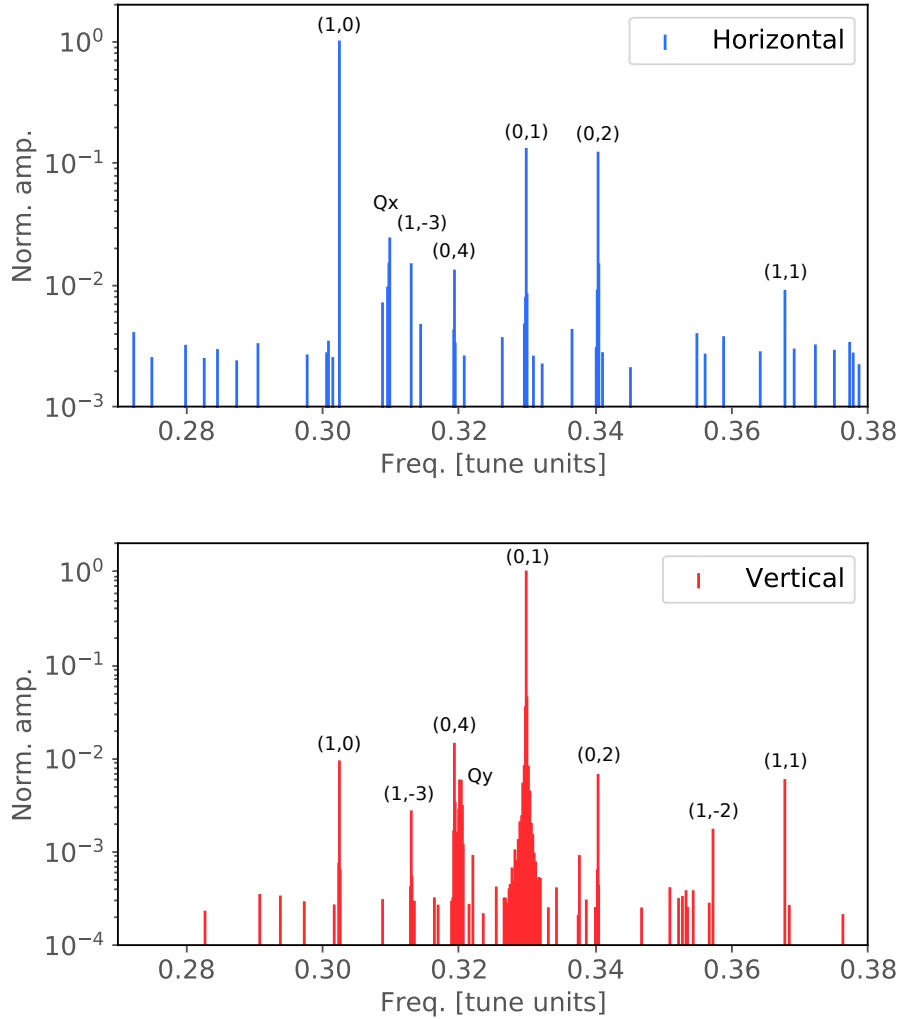 (1,0)
Horizontal
10⁰
(0,1)
(0,2)
10⁻¹
Norm. amp.
Qx
(1,-3)
(0,4)
(1,1)
10⁻²
10⁻³
0.28 0.30 0.32 0.34 0.36 0.38
Freq. [tune units]
(0,1)
Vertical
10⁰
10⁻¹
Norm. amp.
(0,4)
(1,0)
(0,2)
(1,1)
Qy
10⁻²
(1,-3)
(1,-2)
10⁻³
10⁻⁴
0.28 0.30 0.32 0.34 0.36 0.38
Freq. [tune units]